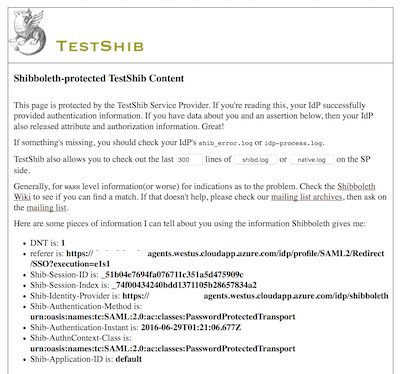 TESTSHIB
Shibboleth-protected TestShib Content
This page is protected by the TestShib Service Provider. If you're reading this, your IdP successfully
provided authentication information. If you have data about you and an assertion below, then your IdP
also released attribute and authorization information. Great!
If something's missing, you should check your IdP's shib_error.log or idp-process.log.
TestShib also allows you to check out the last 300 lines of shibd.log or native.log on the SP
side.
Generally, for WARN level information(or worse) for indications as to the problem. Check the Shibboleth
Wiki to see if you can find a match. If that doesn't help, please check our mailing list archives, then ask on
the mailing list.
Here are some pieces of information I can tell about you using the information Shibboleth gives me:
• DNT is: 1
• referer is: https:// agents.westus.cloudapp.azure.com/idp/profile/SAML2/Redirect
/SSO?execution=e1s1
• Shib-Session-ID is: _51b04e7694fa076711c351a5d475909c
• Shib-Session-Index is: _74f00434240bdd1371105b28657834a2
• Shib-Identity-Provider is: https:// agents.westus.cloudapp.azure.com/idp/shibboleth
• Shib-Authentication-Method is:
urn:oasis:names:tc:SAML:2.0:ac:classes:PasswordProtectedTransport
• Shib-Authentication-Instant is: 2016-06-29T01:21:06.677Z
• Shib-AuthnContext-Class is:
urn:oasis:names:tc:SAML:2.0:ac:classes:PasswordProtectedTransport
• Shib-Application-ID is: default